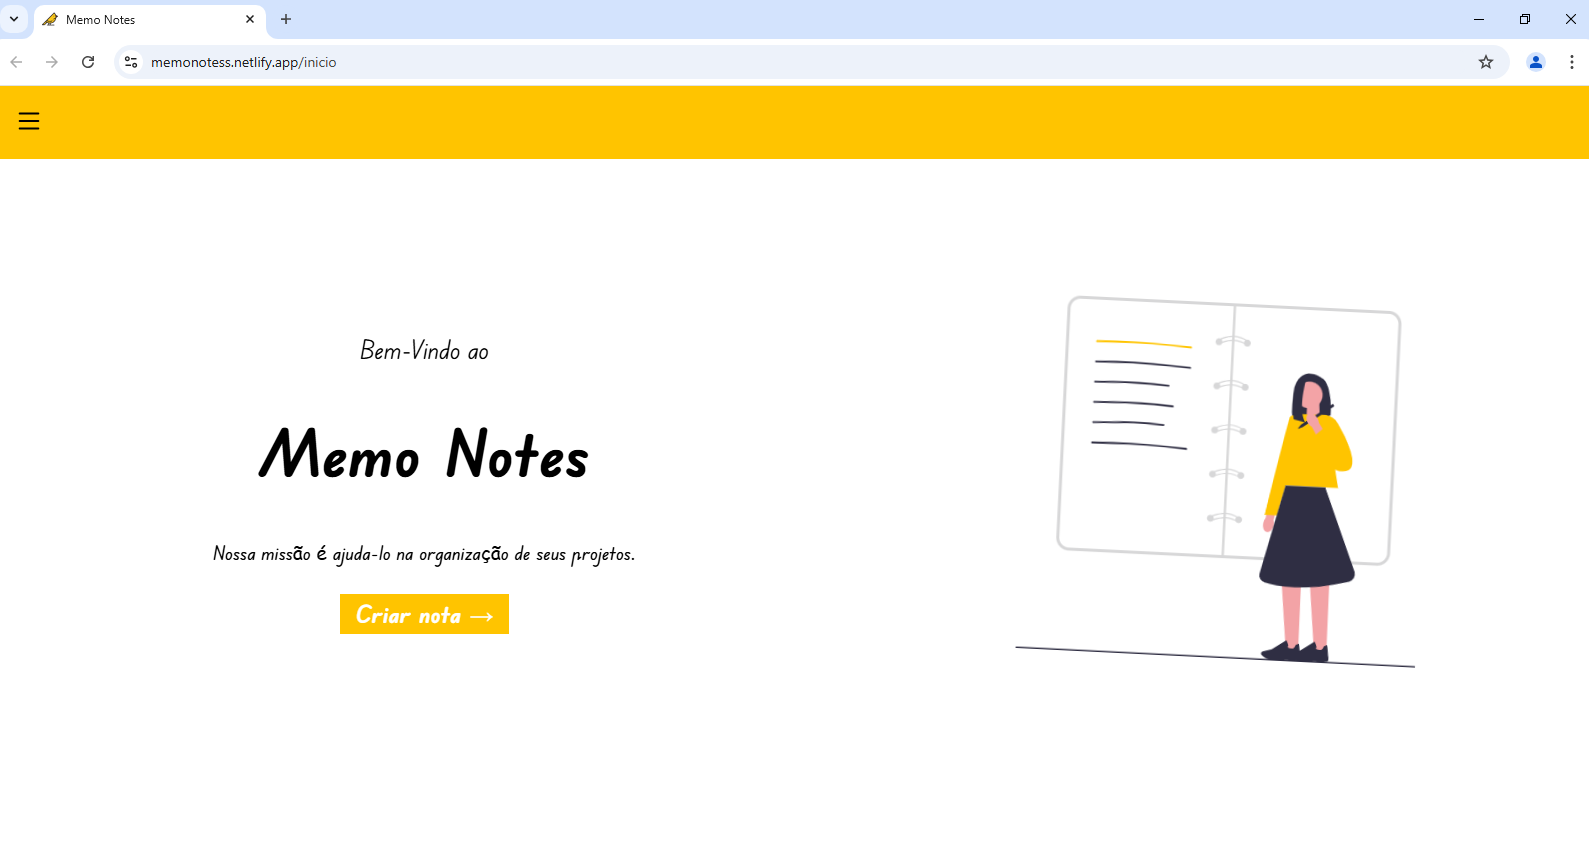 Memo Notes
memonotess.netlify.app/inicio
Bem-Vindo ao
Memo Notes
Nossa missão é ajuda-lo na organização de seus projetos.
Criar nota →